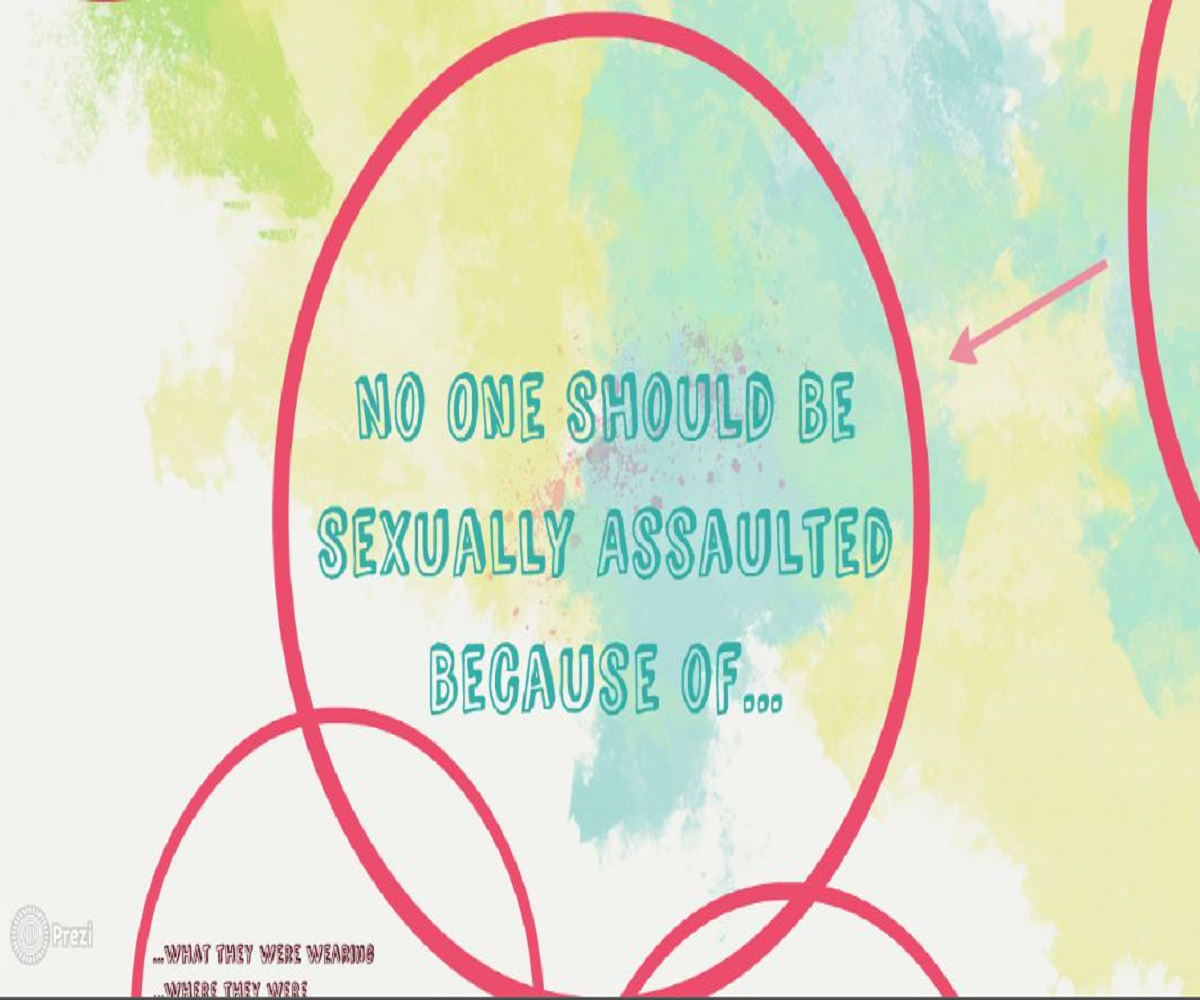 NO ONE SHOULD BE
SEXUALLY ASSAULTED
BECAUSE OF...
...WHAT THEY WERE WEARING
...WHERE THEY WERE
Prezi